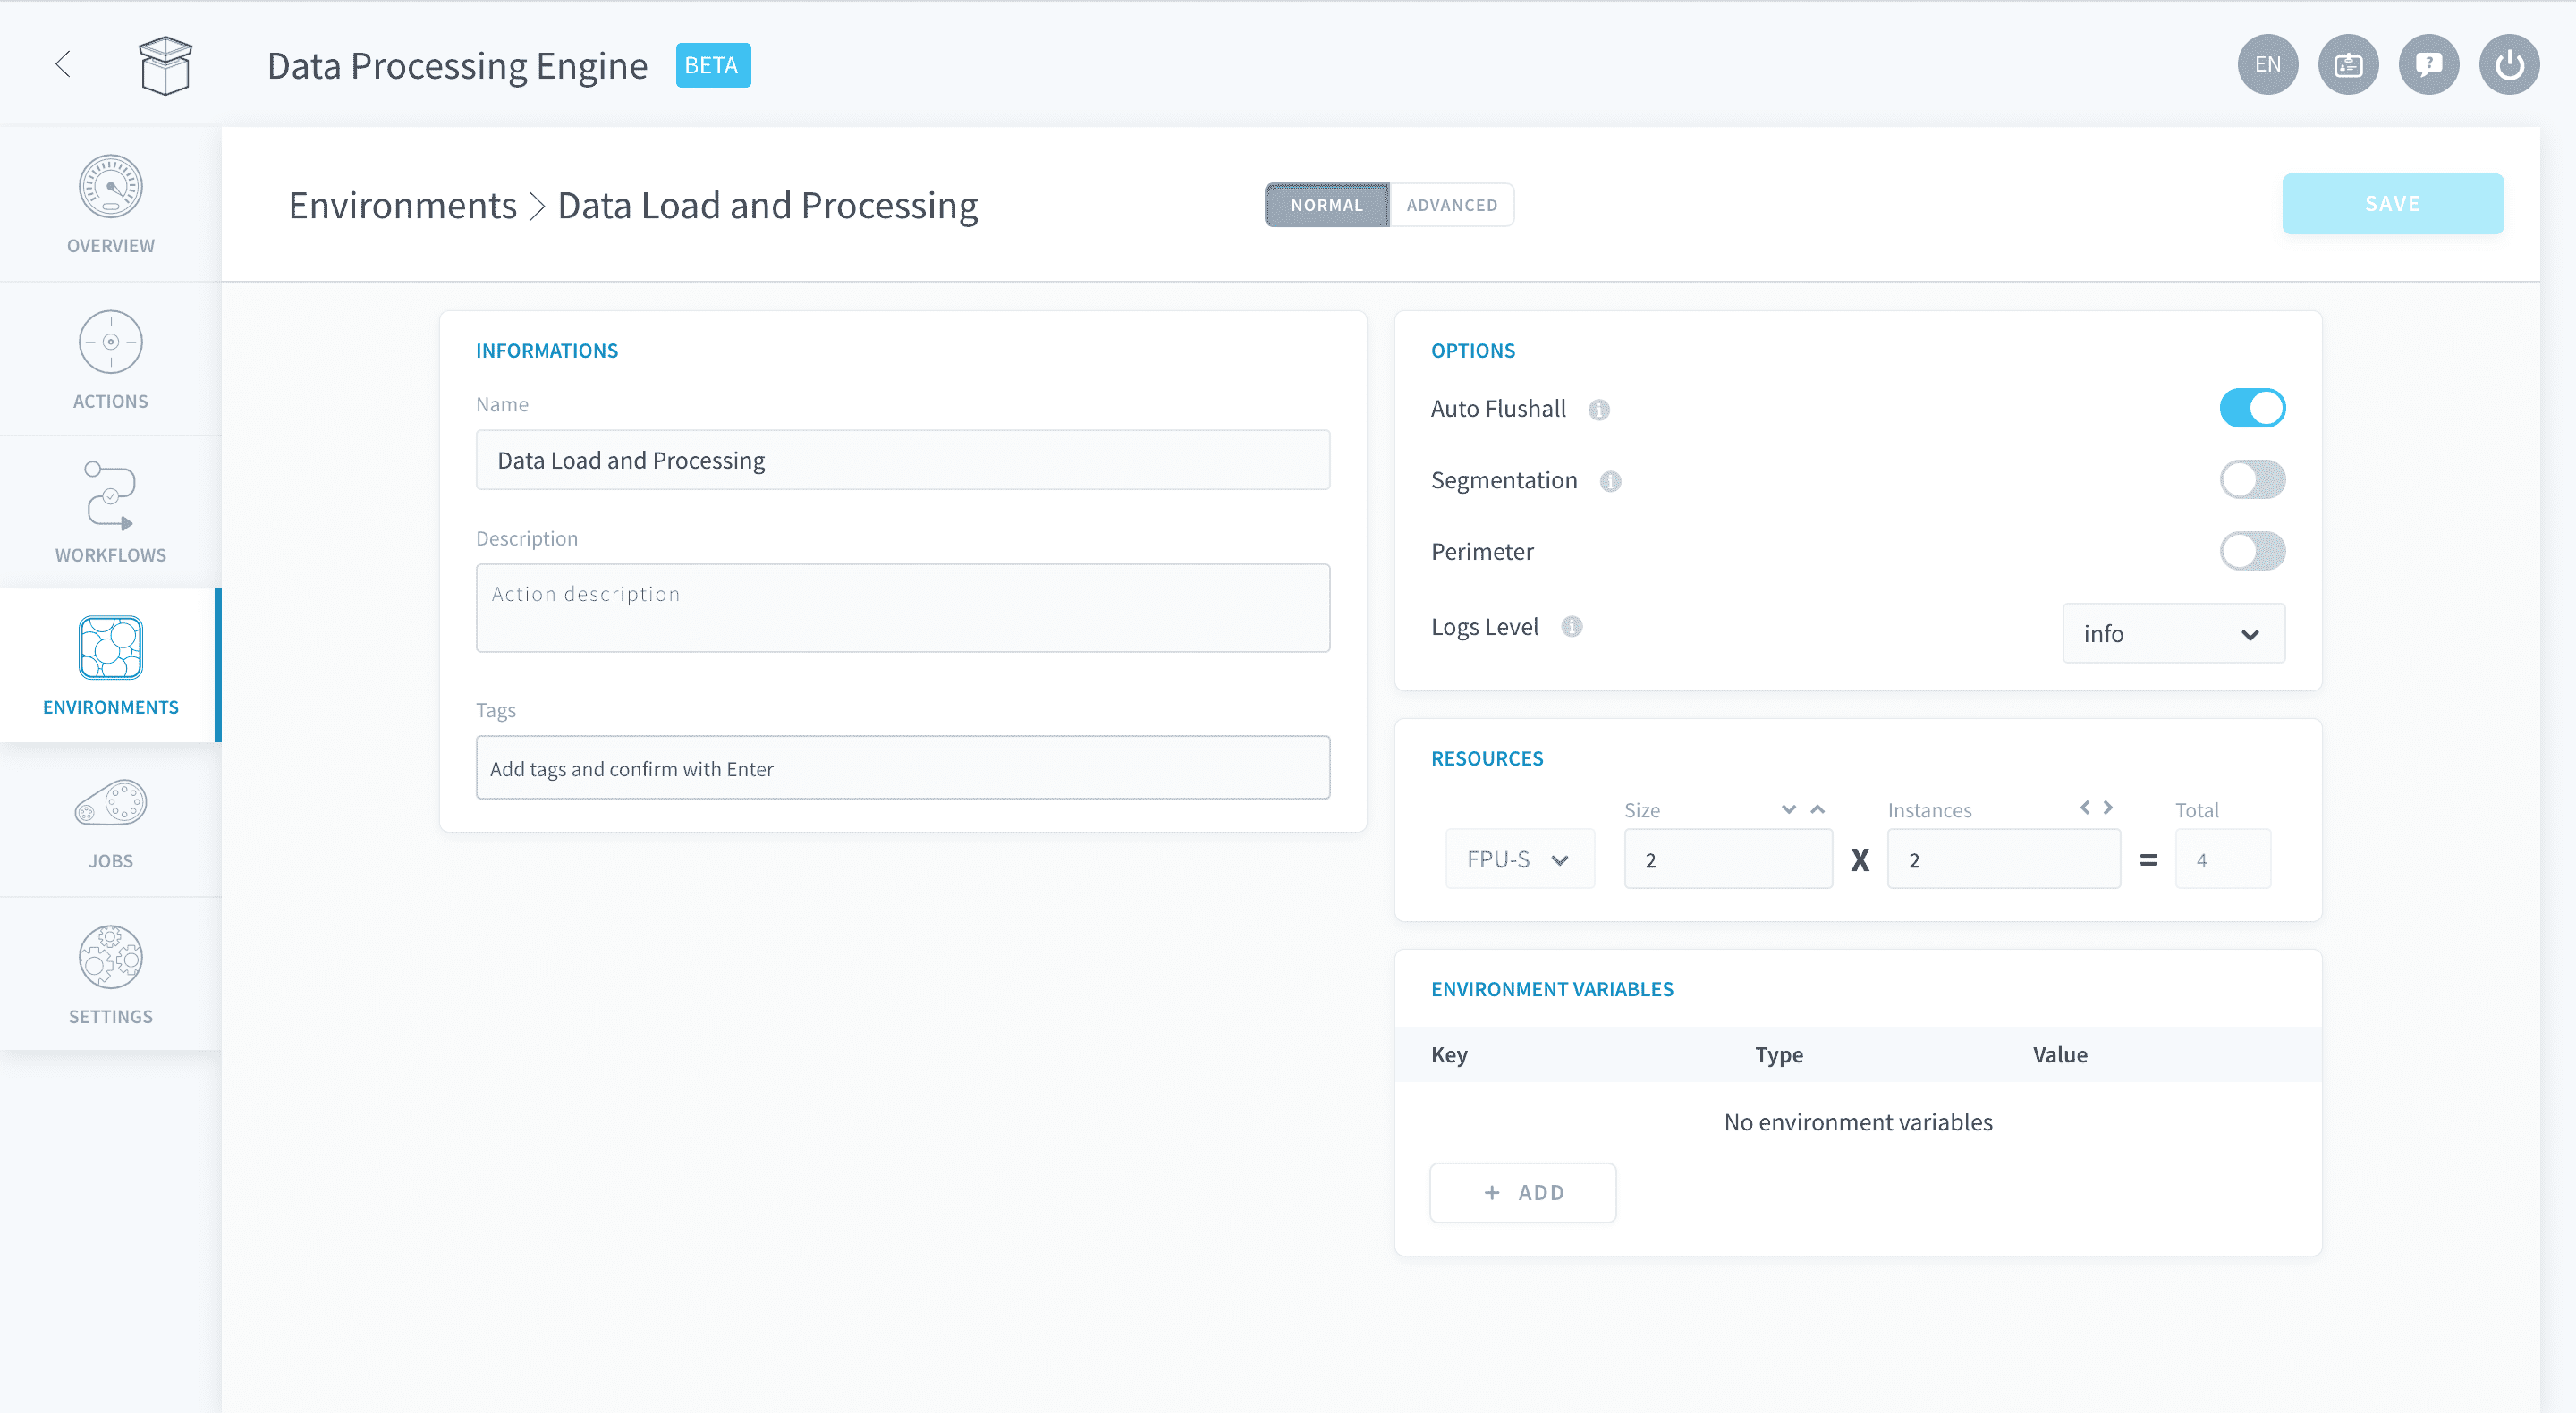 Data Processing Engine BETA
EN
OVERVIEW
ACTIONS
WORKFLOWS
ENVIRONMENTS
JOBS
SETTINGS
Environments > Data Load and Processing
NORMAL ADVANCED
SAVE
INFORMATIONS
Name
Data Load and Processing
Description
Action description
Tags
Add tags and confirm with Enter
OPTIONS
Auto Flushall
Segmentation
Perimeter
Logs Level
info
RESOURCES
Size Instances Total
FPU-S 2 X 2 = 4
ENVIRONMENT VARIABLES
Key Type Value
No environment variables
+ ADD